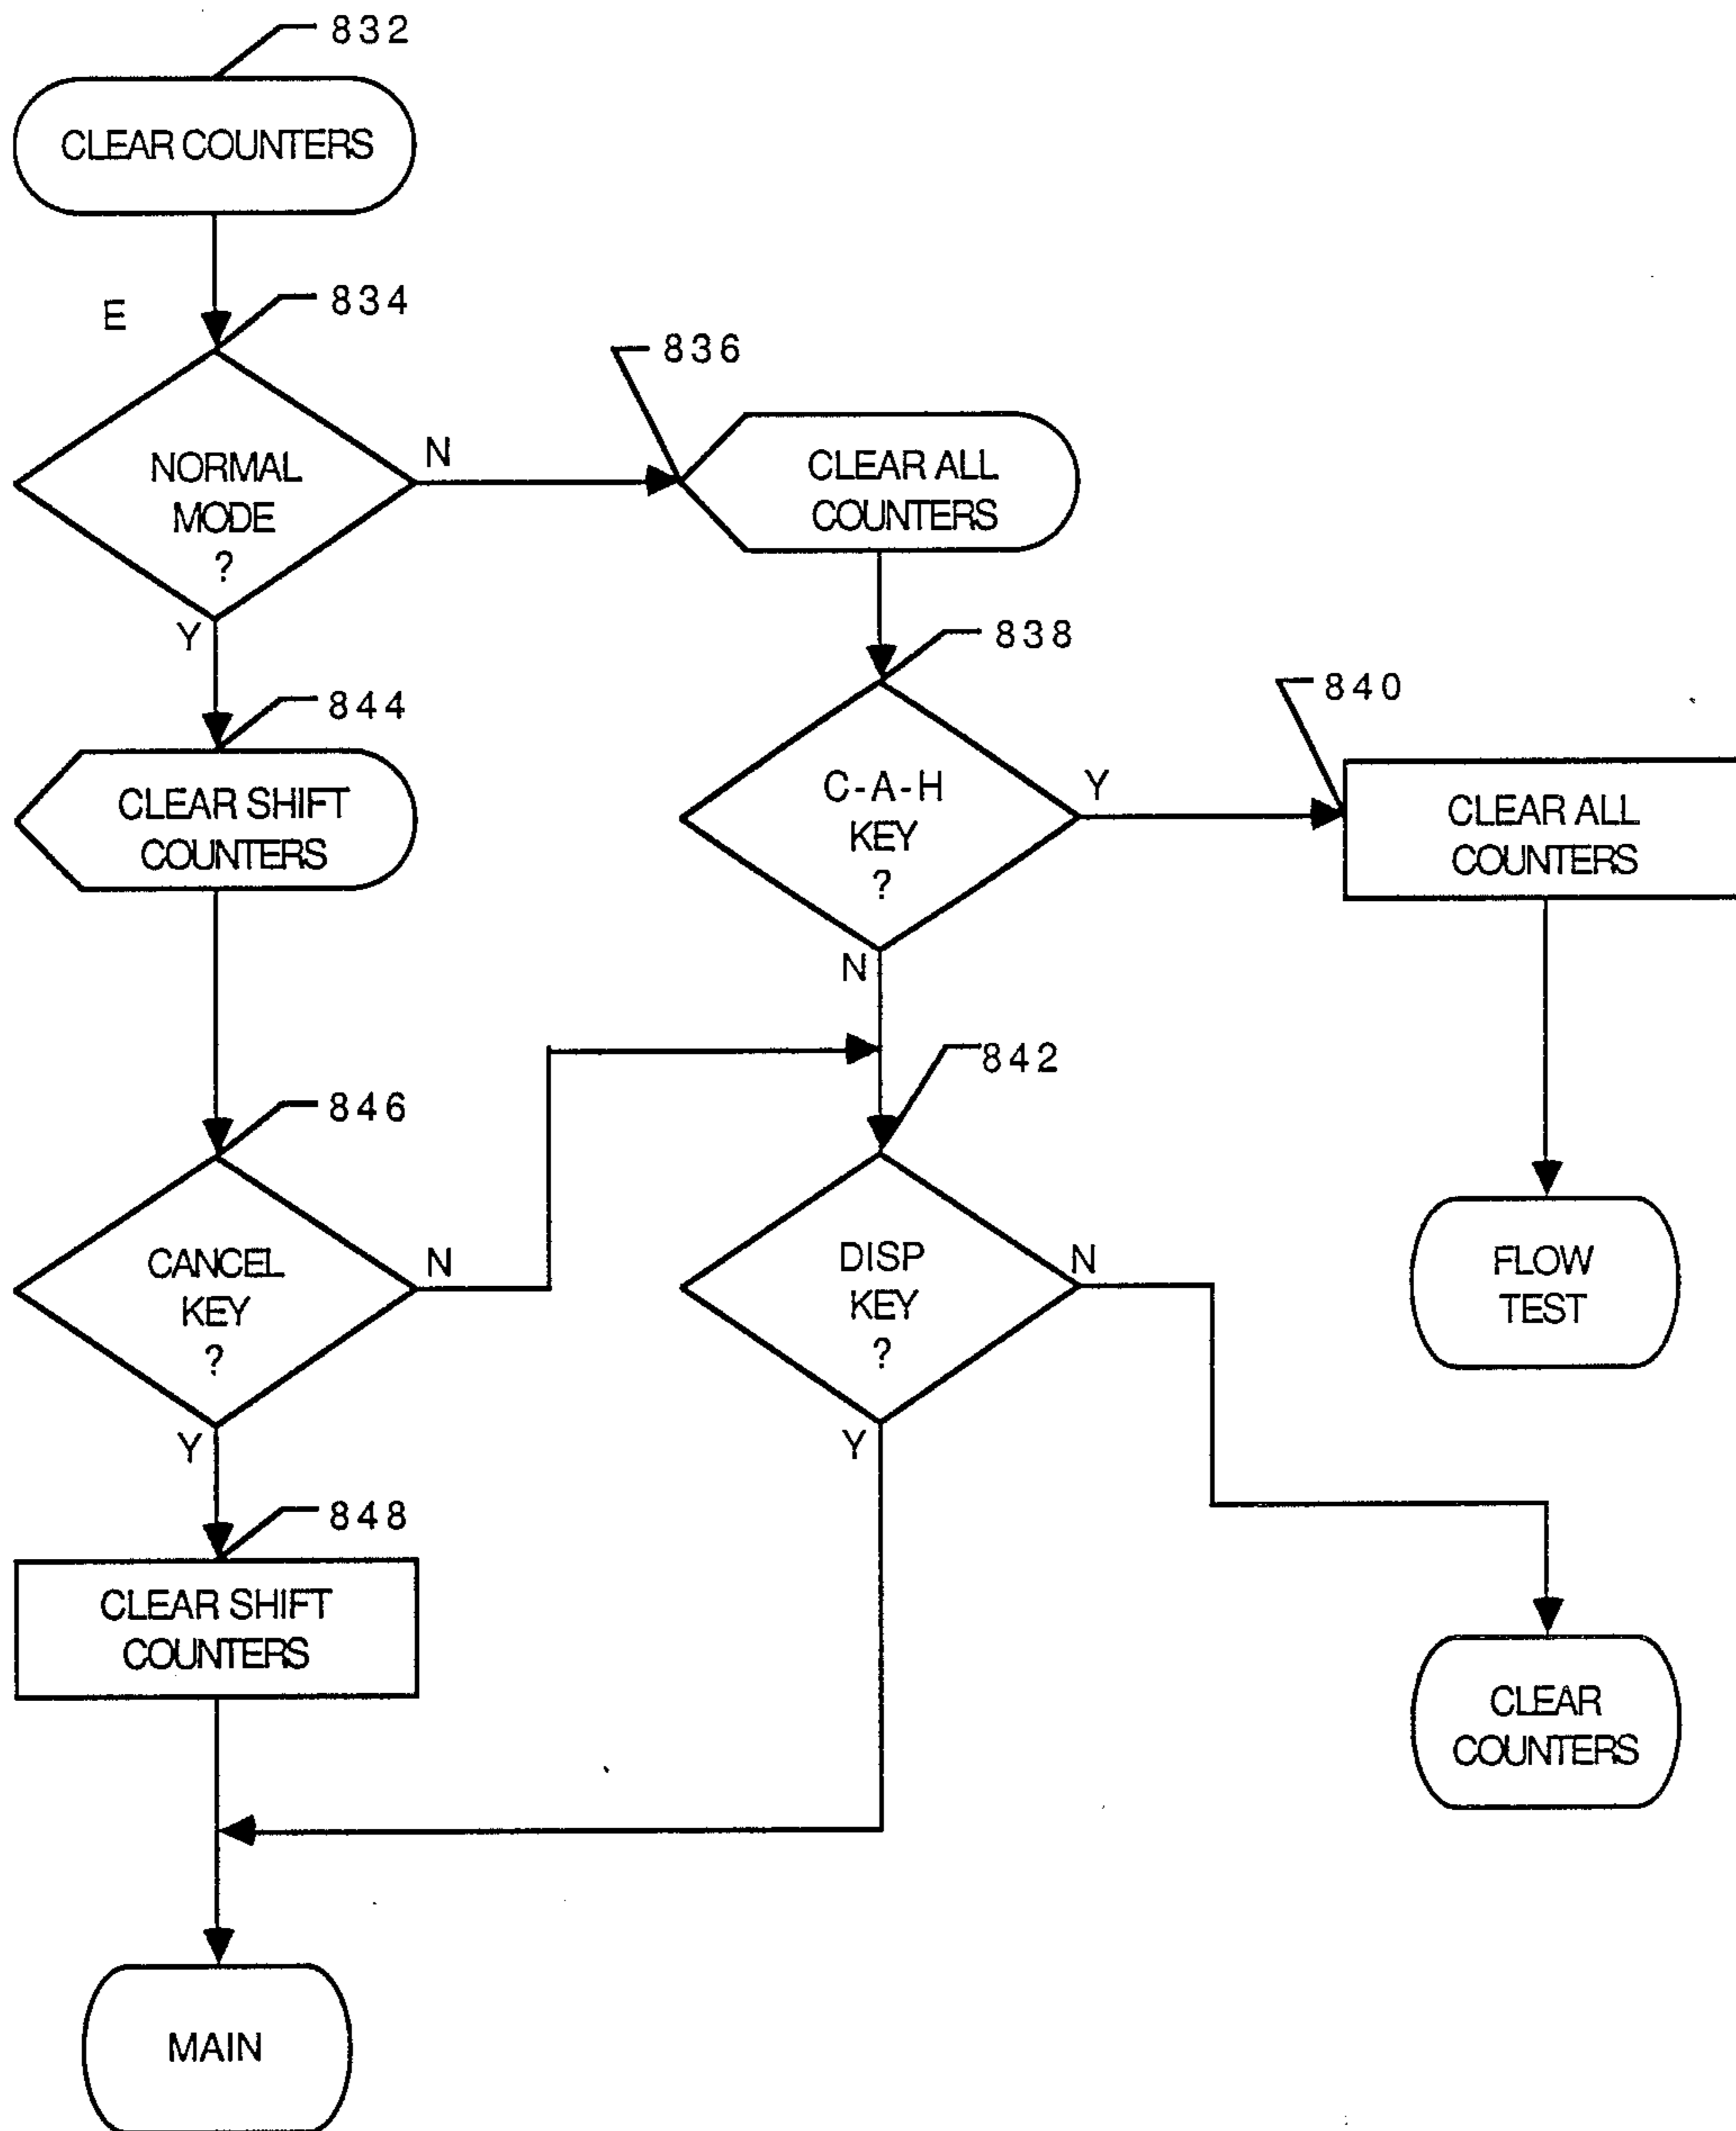 832
CLEAR COUNTERS
E
834
NORMAL
MODE
?
N
Y
836
CLEAR ALL
COUNTERS
838
C-A-H
KEY
?
Y
N
840
CLEAR ALL
COUNTERS
844
CLEAR SHIFT
COUNTERS
846
CANCEL
KEY
?
N
Y
842
DISP
KEY
?
N
Y
FLOW
TEST
848
CLEAR SHIFT
COUNTERS
CLEAR
COUNTERS
MAIN